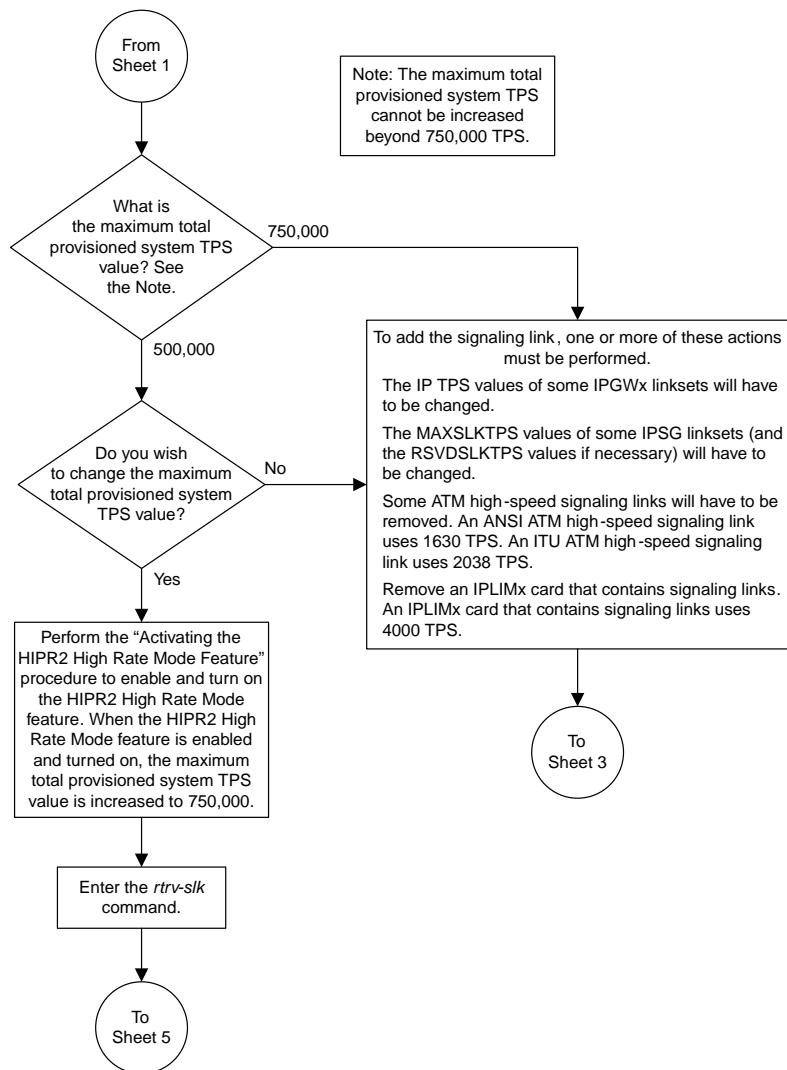 From
Sheet 1
Note: The maximum total
provisioned system TPS
cannot be increased
beyond 750,000 TPS.
What is
the maximum total
provisioned system TPS
value? See
the Note.
750,000
500,000
To add the signaling link, one or more of these actions
must be performed.
The IP TPS values of some IPGWx linksets will have
to be changed.
The MAXSLKTPS values of some IPSG linksets (and
the RSVDSLKTPS values if necessary) will have to
be changed.
Some ATM high-speed signaling links will have to be
removed. An ANSI ATM high-speed signaling link
uses 1630 TPS. An ITU ATM high-speed signaling
link uses 2038 TPS.
Remove an IPLIMx card that contains signaling links.
An IPLIMx card that contains signaling links uses
4000 TPS.
Do you wish
to change the maximum
total provisioned system
TPS value?
No
Yes
Perform the “Activating the
HIPR2 High Rate Mode Feature”
procedure to enable and turn on
the HIPR2 High Rate Mode
feature. When the HIPR2 High
Rate Mode feature is enabled
and turned on, the maximum
total provisioned system TPS
value is increased to 750,000.
To
Sheet 3
Enter the rtrv-slk
command.
To
Sheet 5